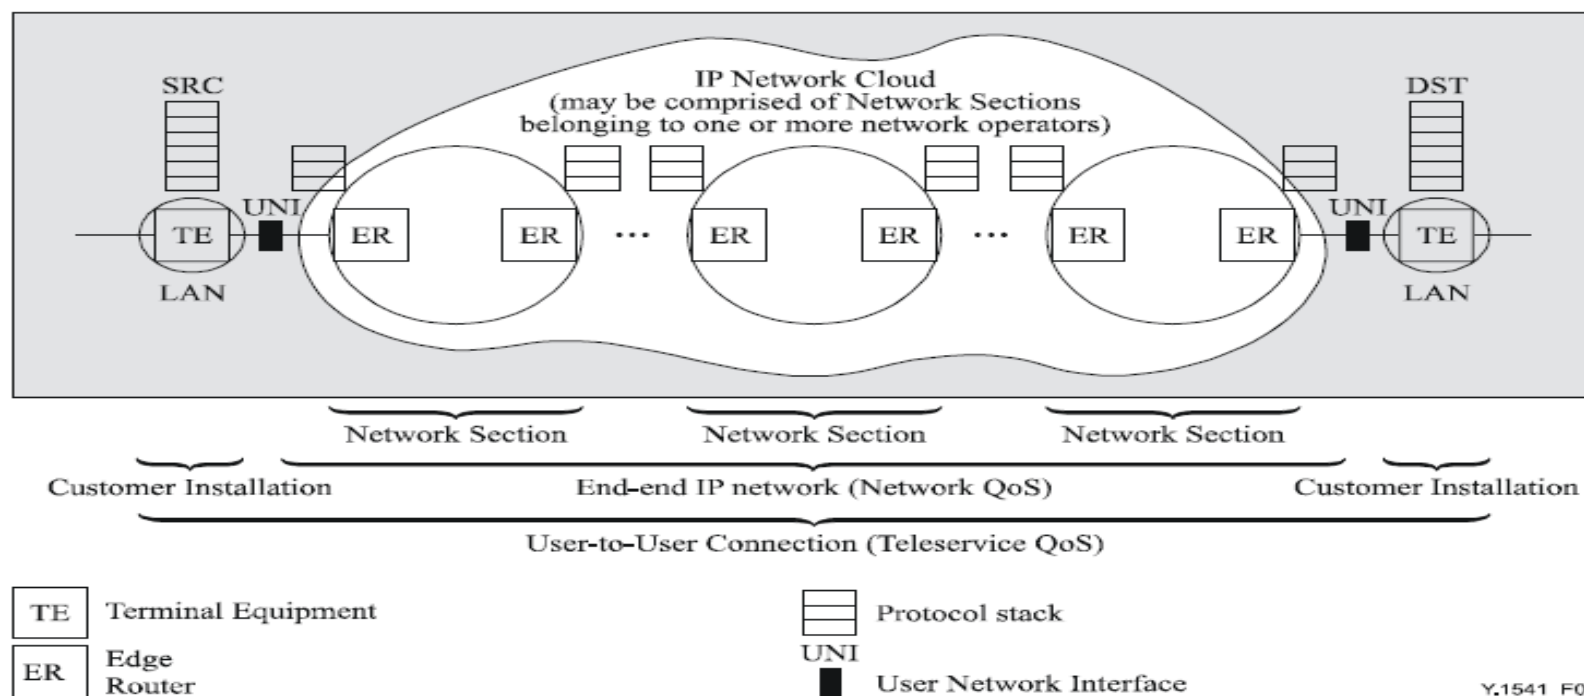 IP Network Cloud
(may be comprised of Network Sections
belonging to one or more network operators)
SRC
DST
UNI
UNI
TE
ER
ER
...
ER
ER
...
ER
ER
TE
LAN
LAN
Network Section
Network Section
Network Section
Customer Installation
End-end IP network (Network QoS)
Customer Installation
User-to-User Connection (Teleservice QoS)
TE
Terminal Equipment
Protocol stack
ER
Edge
Router
UNI
User Network Interface
Y.1541_F0